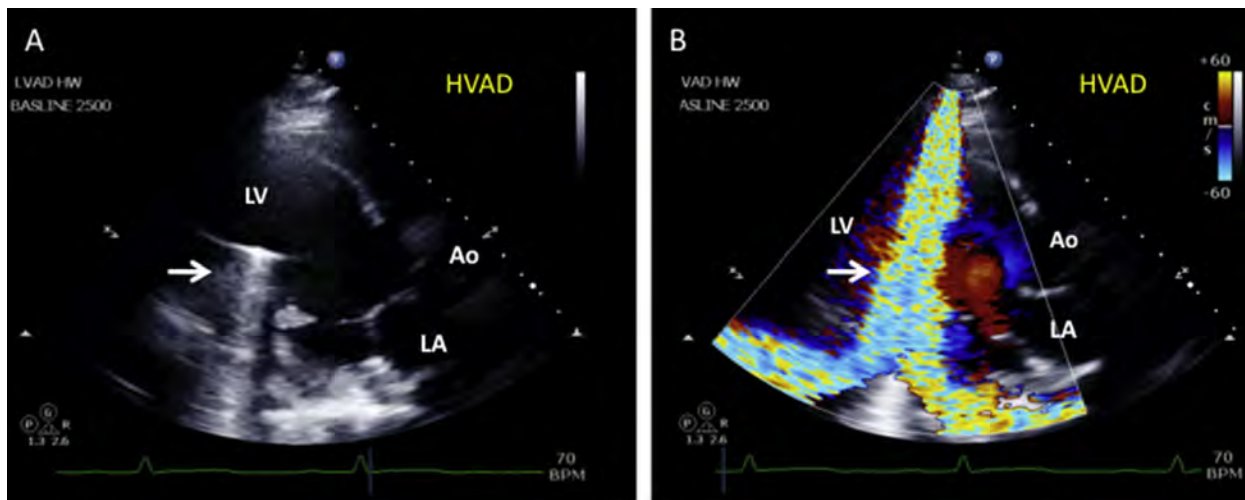 A
LVAD HW
BASLINE 2500
HVAD
LV
Ao
LA
P
G
R
1.3 2.6
70
BPM
B
VAD HW
ASLINE 2500
HVAD
+60
c
m
/
s
-60
LV
Ao
LA
P
G
R
1.3 2.6
70
BPM